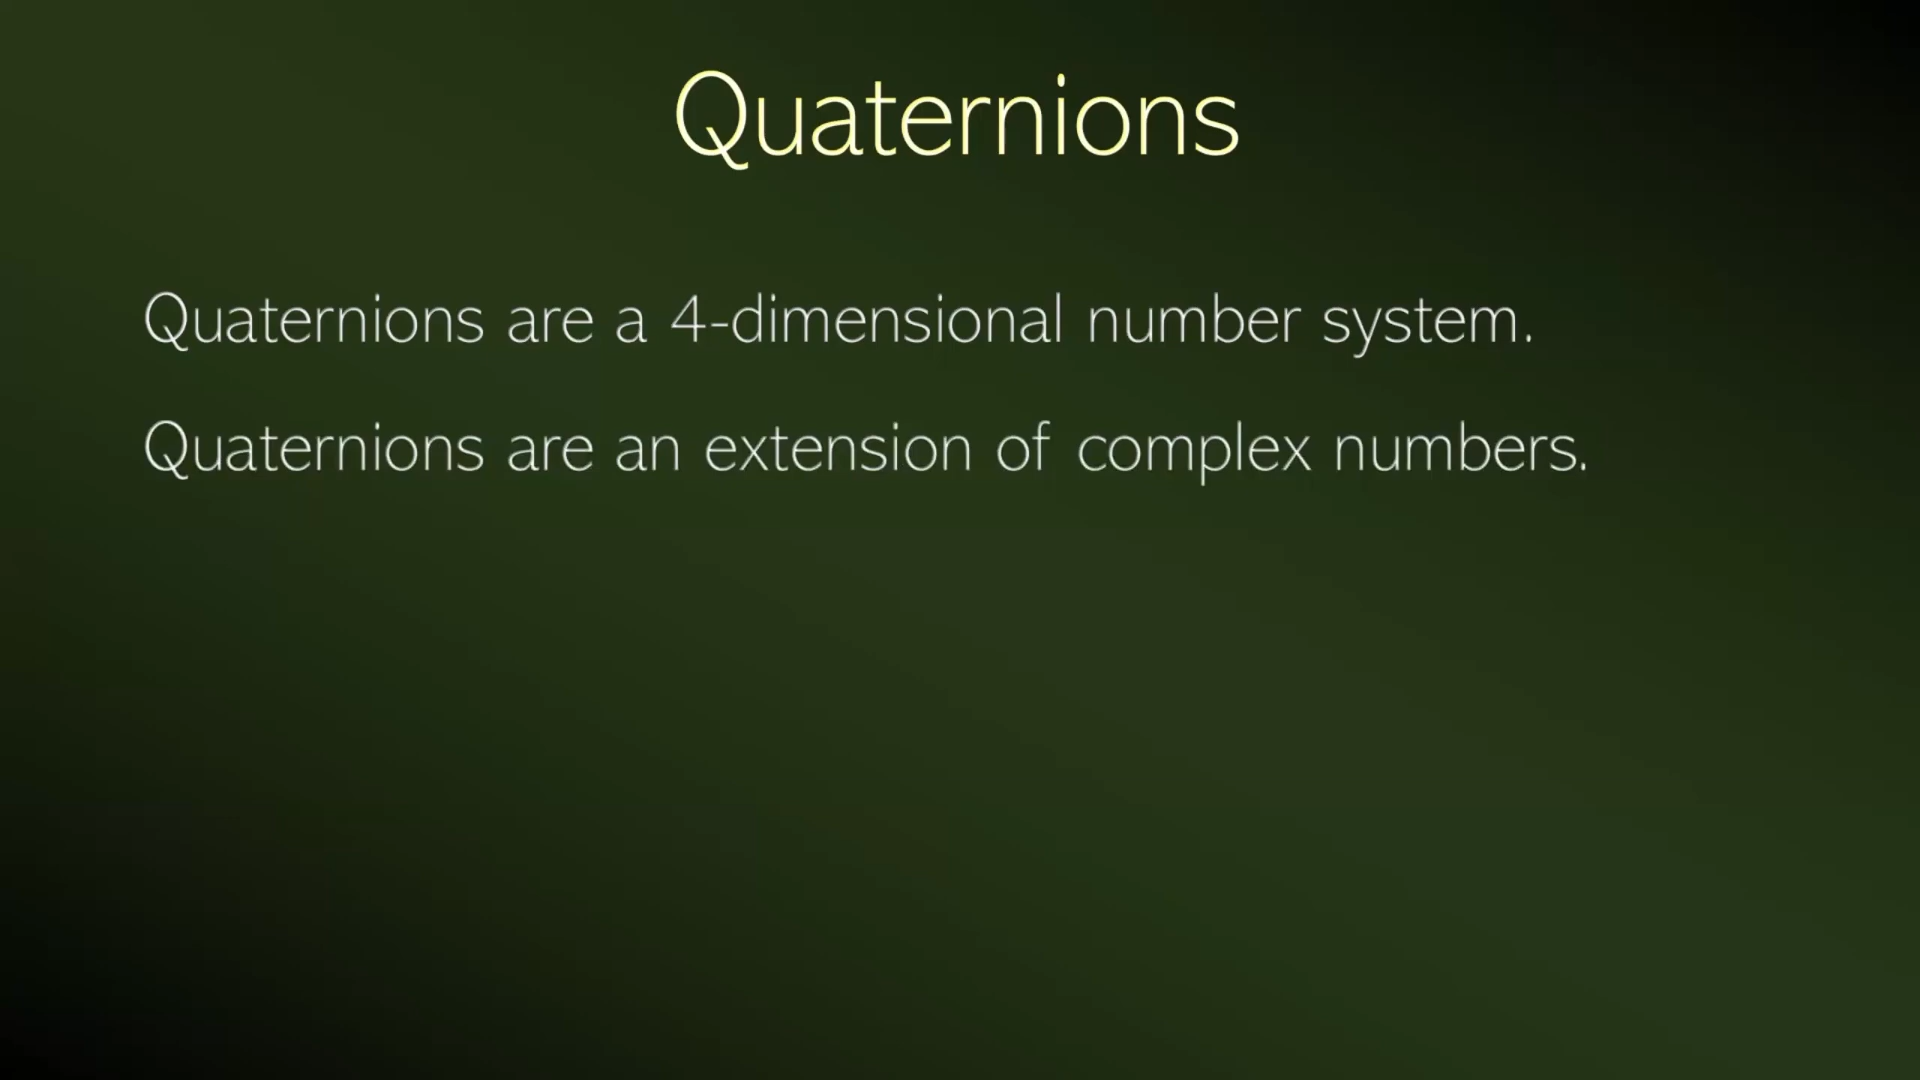 Quaternions
Quaternions are a 4-dimensional number system.
Quaternions are an extension of complex numbers.